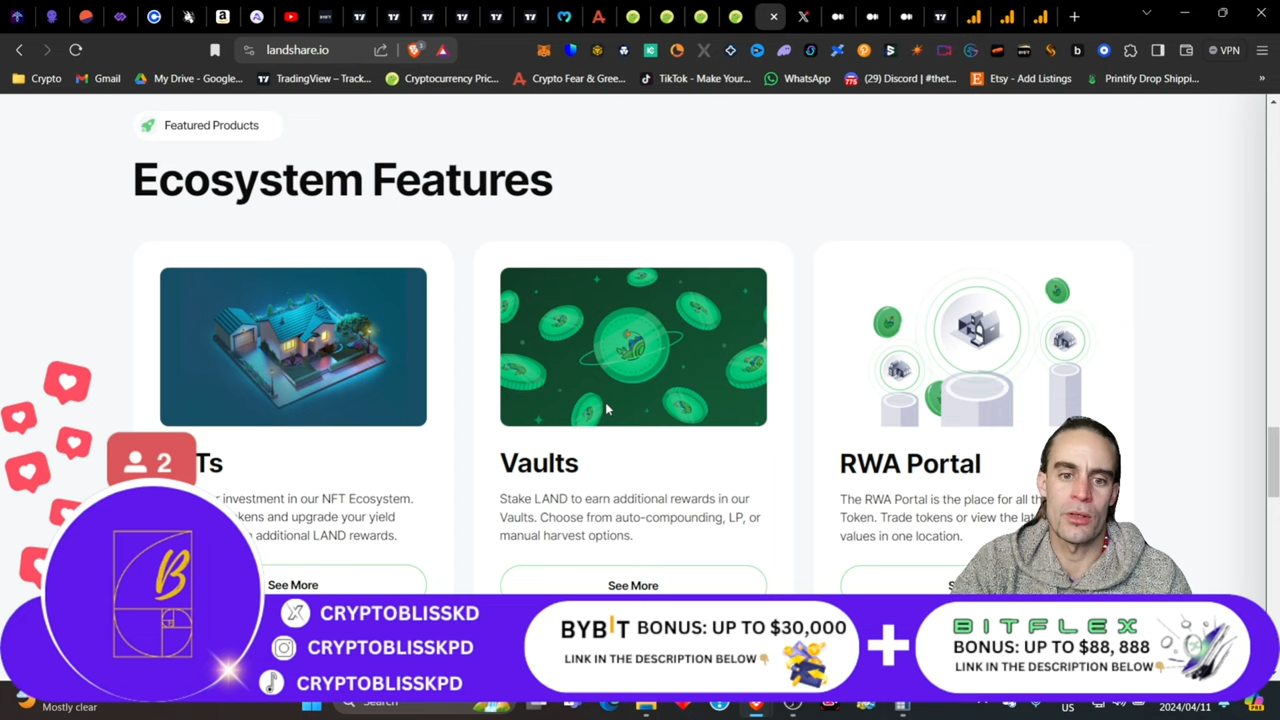 landshare.io
VPN
Crypto
Gmail
My Drive - Google...
TradingView – Track...
Cryptocurrency Pric...
Crypto Fear & Gree...
TikTok - Make Your...
WhatsApp
(29) Discord | #thet...
Etsy - Add Listings
Printify Drop Shippi...
Featured Products
Ecosystem Features
Ts
Vaults
RWA Portal
investment in our NFT Ecosystem.
kens and upgrade your yield
additional LAND rewards.
Stake LAND to earn additional rewards in our
Vaults. Choose from auto-compounding, LP, or
manual harvest options.
The RWA Portal is the place for all th
Token. Trade tokens or view the lat
values in one location.
See More
See More
2
B
CRYPTOBLISSKD
CRYPTOBLISSKPD
CRYPTOBLISSKPD
BYBIT BONUS: UP TO $30,000
LINK IN THE DESCRIPTION BELOW
BITFLEX
BONUS: UP TO $88, 888
LINK IN THE DESCRIPTION BELOW
Mostly clear
Search
US
2024/04/11